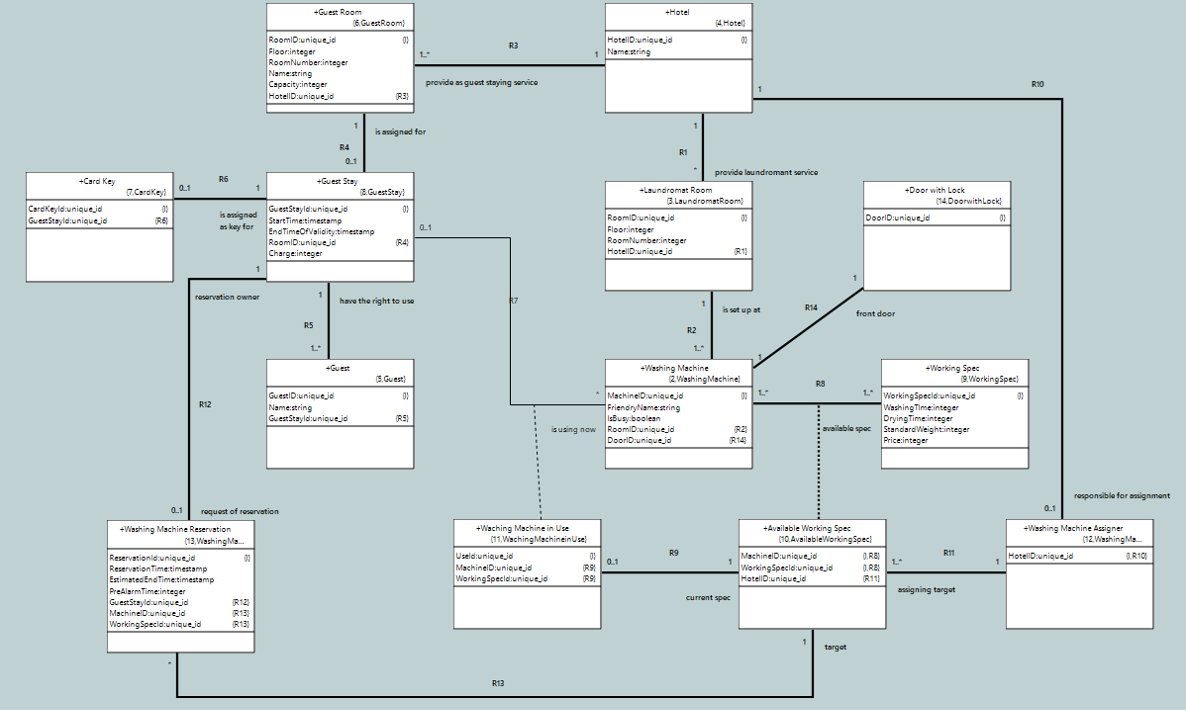 +Guest Room
{6,GuestRoom}
RoomID:unique_id {I}
Floor:integer
RoomNumber:integer
Name:string
Capacity:integer
HotelID:unique_id {R3}
1..*
R3
1
provide as guest staying service
+Hotel
{4,Hotel}
HotelID:unique_id {I}
Name:string
1
R10
1
is assigned for
R4
0..1
1
R1
*
provide laundromant service
+Card Key
{7,CardKey}
CardKeyId:unique_id {I}
GuestStayId:unique_id {R6}
0..1
R6
1
is assigned
as key for
+Guest Stay
{8,GuestStay}
GuestStayId:unique_id {I}
StartTime:timestamp
EndTimeOfValidity:timestamp
RoomID:unique_id {R4}
Charge:integer
0..1
+Laundromat Room
{3,LaundromatRoom}
RoomID:unique_id {I}
Floor:integer
RoomNumber:integer
HotelID:unique_id {R1}
+Door with Lock
{14,DoorwithLock}
DoorID:unique_id {I}
1
reservation owner
1
have the right to use
R5
1..*
R7
1
is set up at
R2
1..*
1
R14
front door
1
+Guest
{5,Guest}
GuestID:unique_id {I}
Name:string
GuestStayId:unique_id {R5}
*
is using now
+Washing Machine
{2,WashingMachine}
MachineID:unique_id {I}
FriendryName:string
IsBusy:boolean
RoomID:unique_id {R2}
DoorID:unique_id {R14}
1..*
R8
1..*
available spec
+Working Spec
{9,WorkingSpec}
WorkingSpecId:unique_id {I}
WashingTime:integer
DryingTime:integer
StandardWeight:integer
Price:integer
R12
0..1
request of reservation
responsible for assignment
0..1
+Washing Machine Reservation
{13,WashingMa...
ReservationId:unique_id {I}
ReservationTime:timestamp
EstimatedEndTime:timestamp
PreAlarmTime:integer
GuestStayId:unique_id {R12}
MachineID:unique_id {R13}
WorkingSpecId:unique_id {R13}
+Waching Machine in Use
{11,WachingMachineinUse}
UseId:unique_id {I}
MachineID:unique_id {R9}
WorkingSpecId:unique_id {R9}
0..1
R9
1
current spec
+Available Working Spec
{10,AvailableWorkingSpec}
MachineID:unique_id {I,R8}
WorkingSpecId:unique_id {I,R8}
HotelID:unique_id {R11}
1..*
R11
1
assigning target
+Washing Machine Assigner
{12,WashingMa...
HotelID:unique_id {I,R10}
1
target
*
R13